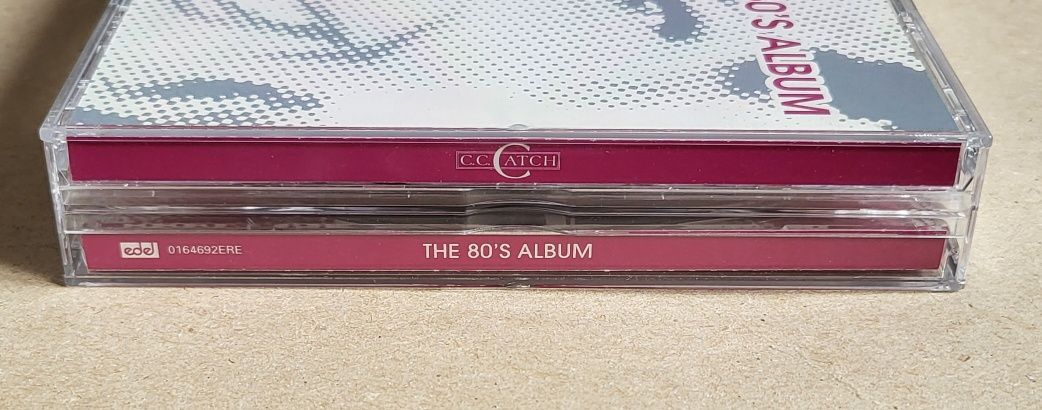 0'S ALBUM
C.C. CATCH
edel 0164692ERE THE 80'S ALBUM